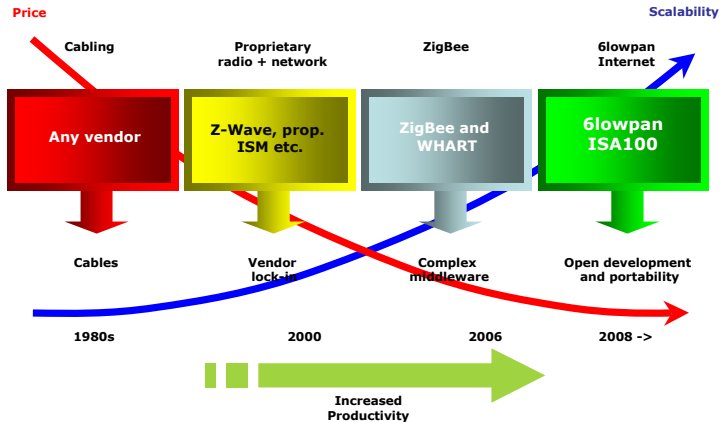 Price
Scalability
Cabling
Proprietary
radio + network
ZigBee
6lowpan
Internet
Any vendor
Z-Wave, prop.
ISM etc.
ZigBee and
WHART
6lowpan
ISA100
Cables
Vendor
lock-in
Complex
middleware
Open development
and portability
1980s
2000
2006
2008 ->
Increased
Productivity